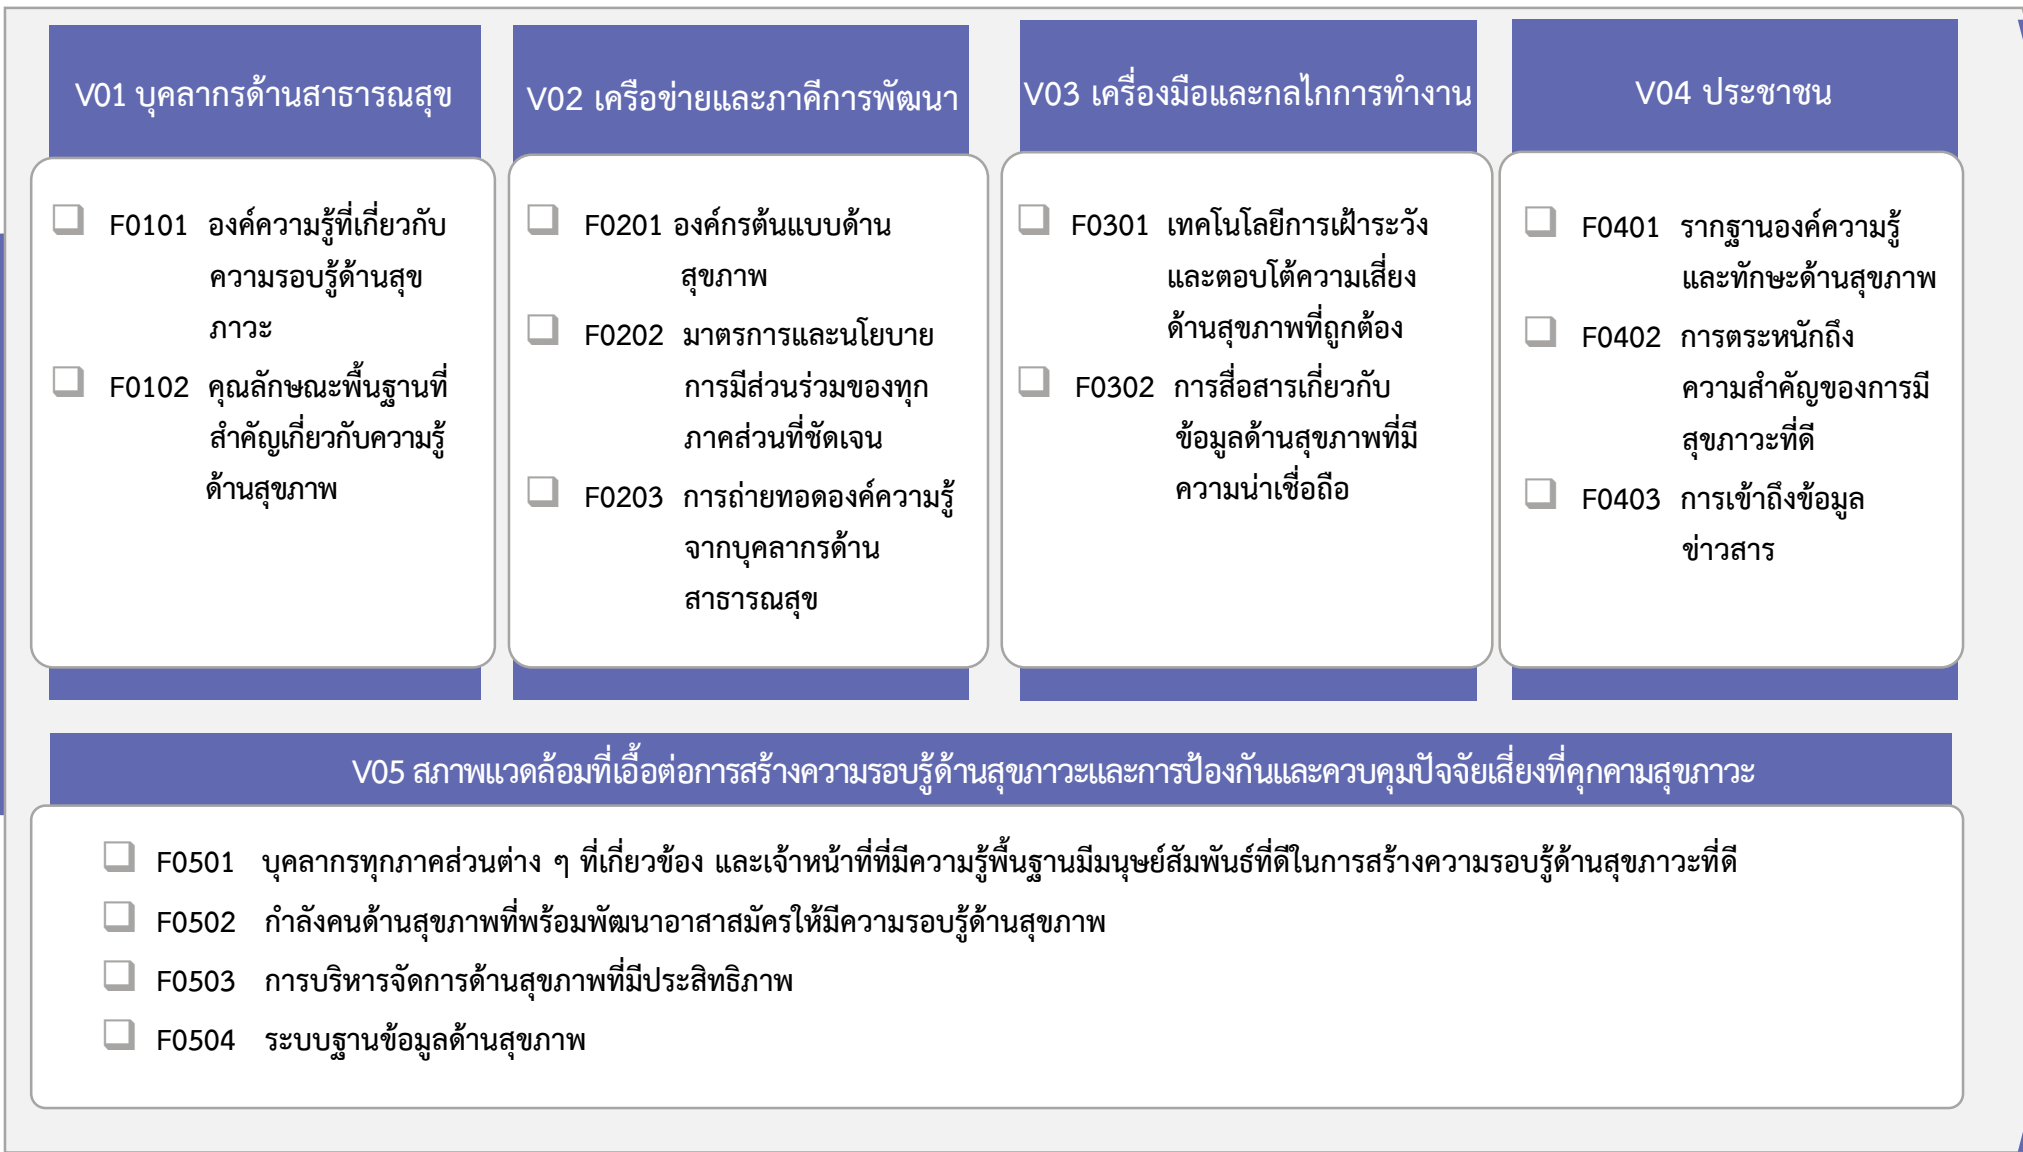 V01 บุคลากรด้านสาธารณสุข
F0101 องค์ความรู้ที่เกี่ยวกับ
ความรอบรู้ด้านสุข
ภาวะ
F0102 คุณลักษณะพื้นฐานที่
สำคัญเกี่ยวกับความรู้
ด้านสุขภาพ
V02 เครือข่ายและภาคีการพัฒนา
F0201 องค์กรต้นแบบด้าน
สุขภาพ
F0202 มาตรการและนโยบาย
การมีส่วนร่วมของทุก
ภาคส่วนที่ชัดเจน
F0203 การถ่ายทอดองค์ความรู้
จากบุคลากรด้าน
สาธารณสุข
V03 เครื่องมือและกลไกการทำงาน
F0301 เทคโนโลยีการเฝ้าระวัง
และตอบโต้ความเสี่ยง
ด้านสุขภาพที่ถูกต้อง
F0302 การสื่อสารเกี่ยวกับ
ข้อมูลด้านสุขภาพที่มี
ความน่าเชื่อถือ
V04 ประชาชน
F0401 รากฐานองค์ความรู้
และทักษะด้านสุขภาพ
F0402 การตระหนักถึง
ความสำคัญของการมี
สุขภาวะที่ดี
F0403 การเข้าถึงข้อมูล
ข่าวสาร
V05 สภาพแวดล้อมที่เอื้อต่อการสร้างความรอบรู้ด้านสุขภาวะและการป้องกันและควบคุมปัจจัยเสี่ยงที่คุกคามสุขภาวะ
F0501 บุคลากรทุกภาคส่วนต่าง ๆ ที่เกี่ยวข้อง และเจ้าหน้าที่ที่มีความรู้พื้นฐานมีมนุษย์สัมพันธ์ที่ดีในการสร้างความรอบรู้ด้านสุขภาวะที่ดี
F0502 กำลังคนด้านสุขภาพที่พร้อมพัฒนาอาสาสมัครให้มีความรอบรู้ด้านสุขภาพ
F0503 การบริหารจัดการด้านสุขภาพที่มีประสิทธิภาพ
F0504 ระบบฐานข้อมูลด้านสุขภาพ